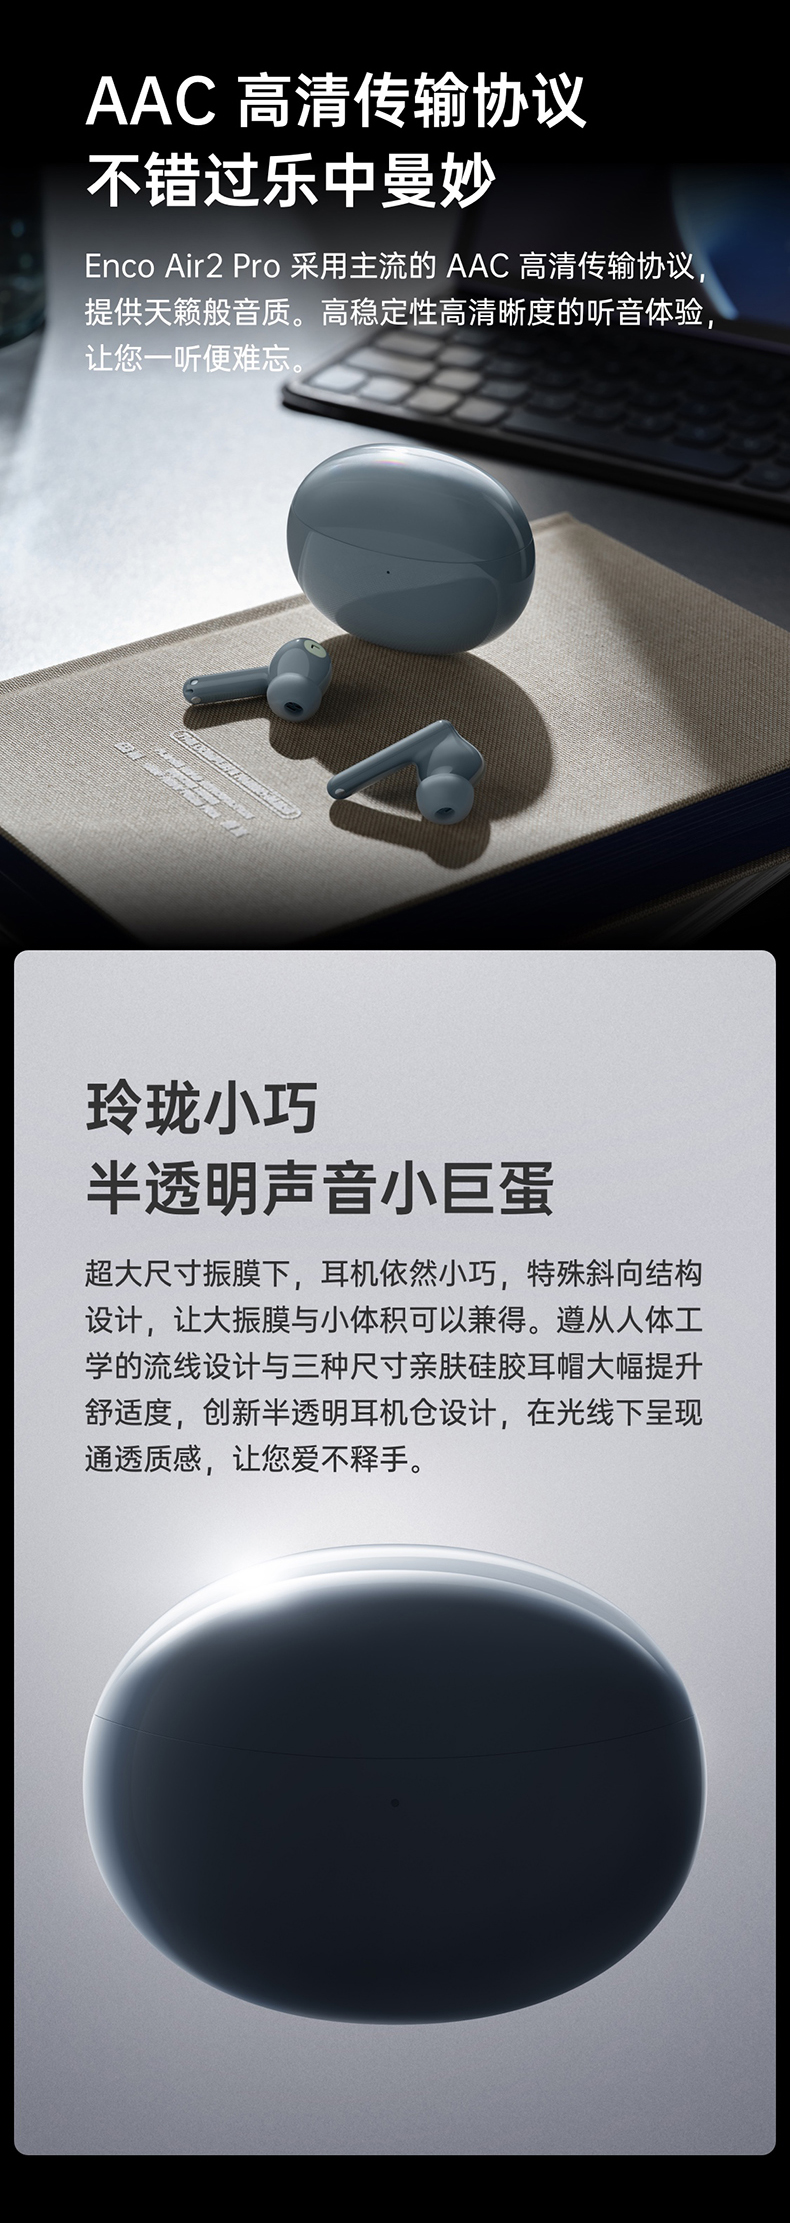 AAC 高清传输协议
不错过乐中曼妙
Enco Air2 Pro 采用主流的 AAC 高清传输协议，
提供天籁般音质。高稳定性高清晰度的听音体验，
让您一听便难忘。
玲珑小巧
半透明声音小巨蛋
超大尺寸振膜下，耳机依然小巧，特殊斜向结构
设计，让大振膜与小体积可以兼得。遵从人体工
学的流线设计与三种尺寸亲肤硅胶耳帽大幅提升
舒适度，创新半透明耳机仓设计，在光线下呈现
通透质感，让您爱不释手。